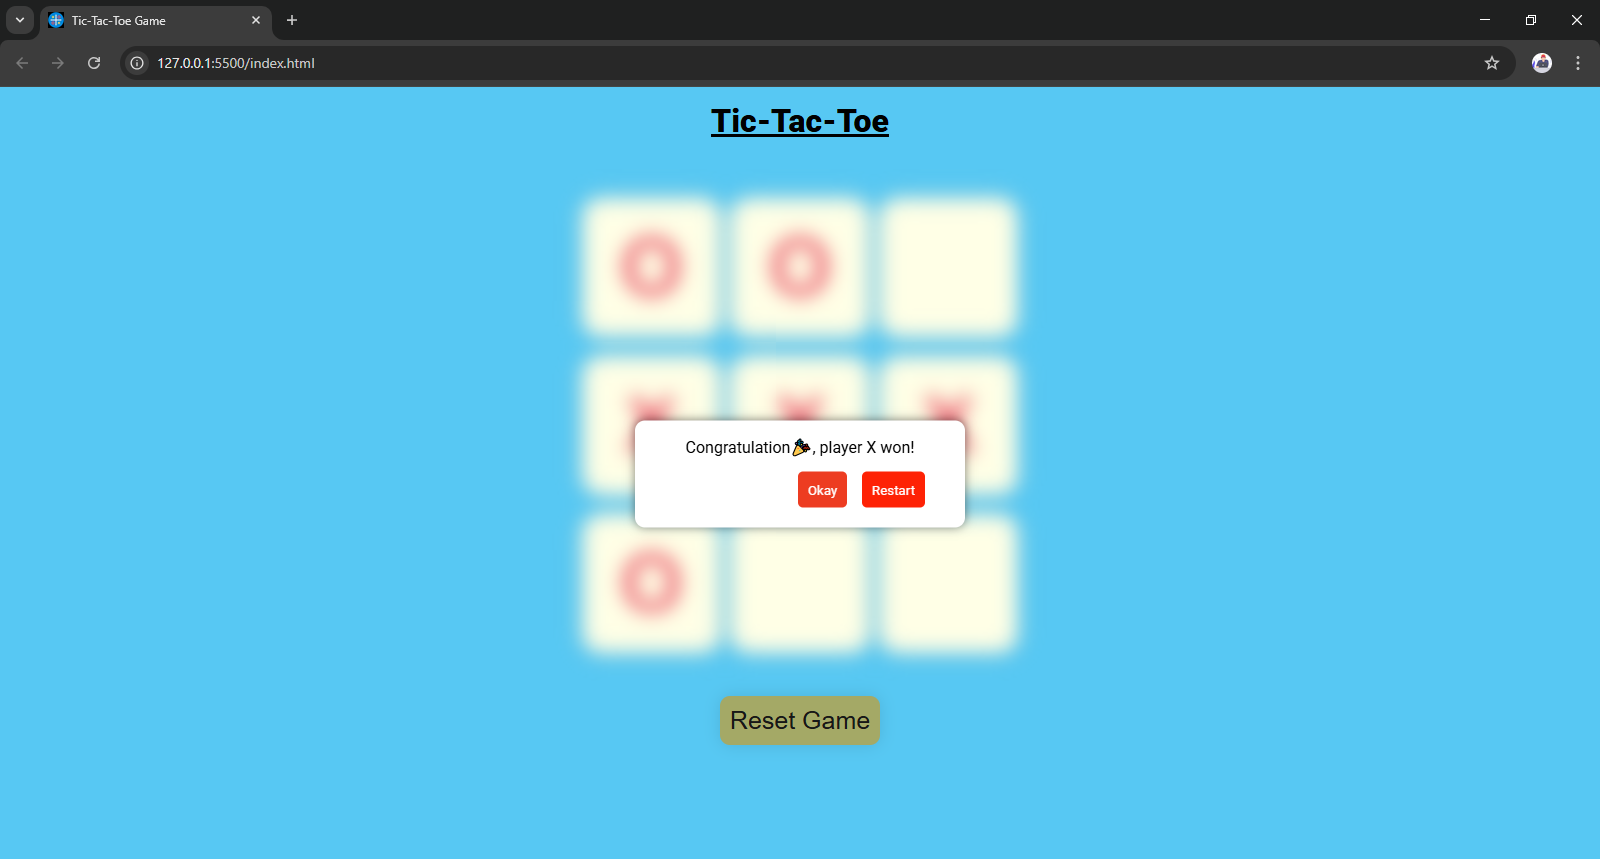 Tic-Tac-Toe Game
127.0.0.1:5500/index.html
Tic-Tac-Toe
O O
X X X
Congratulation🎉, player X won!
Okay Restart
O
Reset Game